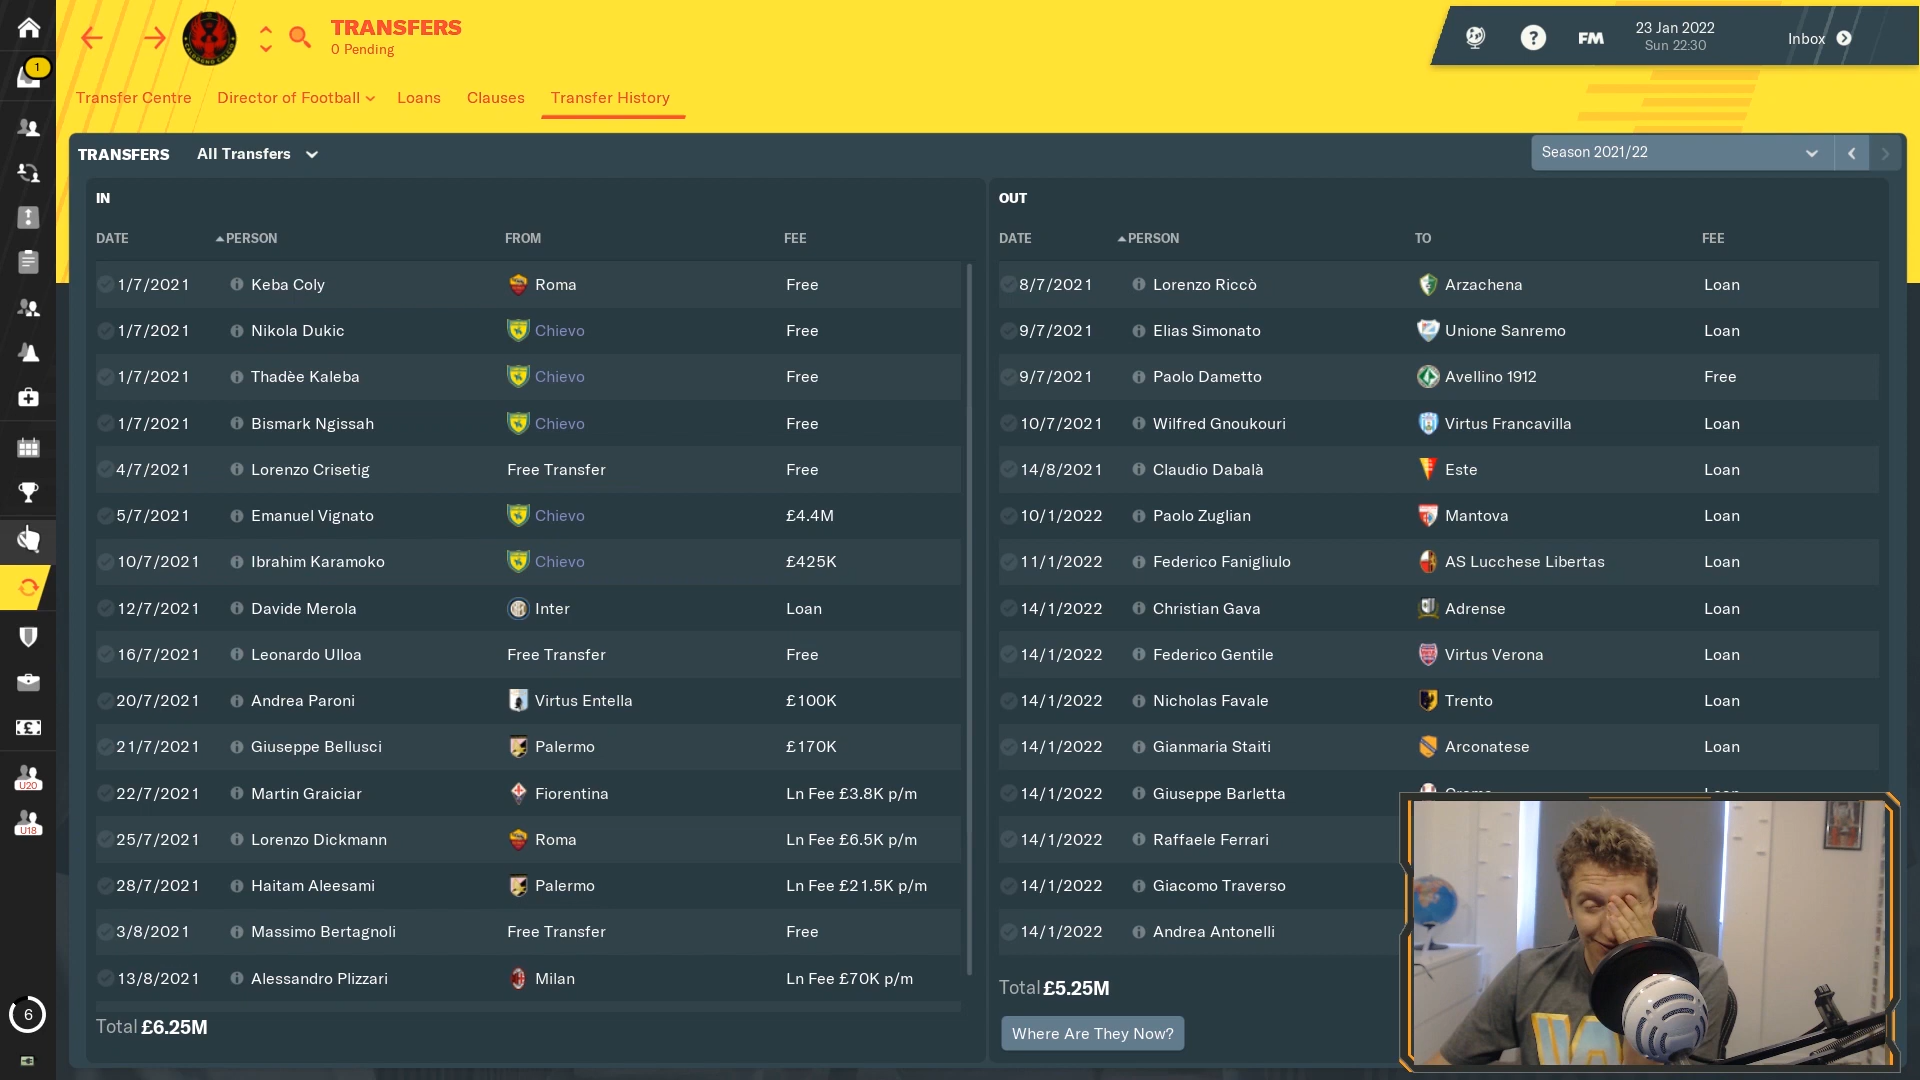 TRANSFERS
0 Pending
23 Jan 2022
Sun 22:30
FM
Inbox
1
Transfer Centre
Director of Football
Loans
Clauses
Transfer History
TRANSFERS
All Transfers
Season 2021/22
IN
DATE PERSON FROM FEE
1/7/2021 Keba Coly Roma Free
1/7/2021 Nikola Dukic Chievo Free
1/7/2021 Thadèe Kaleba Chievo Free
1/7/2021 Bismark Ngissah Chievo Free
4/7/2021 Lorenzo Crisetig Free Transfer Free
5/7/2021 Emanuel Vignato Chievo £4.4M
10/7/2021 Ibrahim Karamoko Chievo £425K
12/7/2021 Davide Merola Inter Loan
16/7/2021 Leonardo Ulloa Free Transfer Free
20/7/2021 Andrea Paroni Virtus Entella £100K
21/7/2021 Giuseppe Bellusci Palermo £170K
22/7/2021 Martin Graiciar Fiorentina Ln Fee £3.8K p/m
25/7/2021 Lorenzo Dickmann Roma Ln Fee £6.5K p/m
28/7/2021 Haitam Aleesami Palermo Ln Fee £21.5K p/m
3/8/2021 Massimo Bertagnoli Free Transfer Free
13/8/2021 Alessandro Plizzari Milan Ln Fee £70K p/m
Total £6.25M
OUT
DATE PERSON TO FEE
8/7/2021 Lorenzo Riccò Arzachena Loan
9/7/2021 Elias Simonato Unione Sanremo Loan
9/7/2021 Paolo Dametto Avellino 1912 Free
10/7/2021 Wilfred Gnoukouri Virtus Francavilla Loan
14/8/2021 Claudio Dabalà Este Loan
10/1/2022 Paolo Zuglian Mantova Loan
11/1/2022 Federico Fanigliulo AS Lucchese Libertas Loan
14/1/2022 Christian Gava Adrense Loan
14/1/2022 Federico Gentile Virtus Verona Loan
14/1/2022 Nicholas Favale Trento Loan
14/1/2022 Gianmaria Staiti Arconatese Loan
14/1/2022 Giuseppe Barletta
14/1/2022 Raffaele Ferrari
14/1/2022 Giacomo Traverso
14/1/2022 Andrea Antonelli
Total £5.25M
Where Are They Now?
U20
U18
6